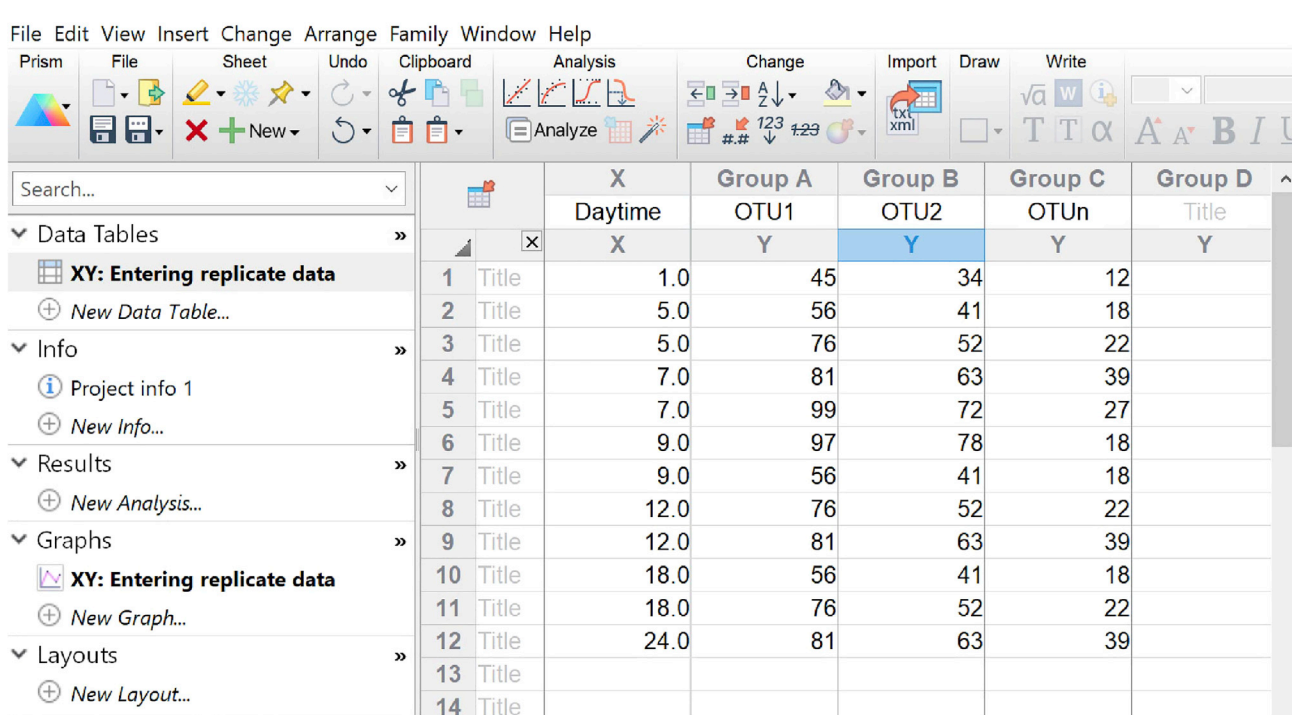 File Edit View Insert Change Arrange Family Window Help
Prism File Sheet Undo Clipboard Analysis Change Import Draw Write
√a W
txt
xml
New
Analyze
#.# 123 123
T T α A A B I U
Search...
X Group A Group B Group C Group D
Daytime OTU1 OTU2 OTUn Title
X Y Y Y Y
Data Tables »
XY: Entering replicate data
New Data Table...
Info »
Project info 1
New Info...
Results »
New Analysis...
Graphs »
XY: Entering replicate data
New Graph...
Layouts »
New Layout...
1 Title 1.0 45 34 12
2 Title 5.0 56 41 18
3 Title 5.0 76 52 22
4 Title 7.0 81 63 39
5 Title 7.0 99 72 27
6 Title 9.0 97 78 18
7 Title 9.0 56 41 18
8 Title 12.0 76 52 22
9 Title 12.0 81 63 39
10 Title 18.0 56 41 18
11 Title 18.0 76 52 22
12 Title 24.0 81 63 39
13 Title
14 Title